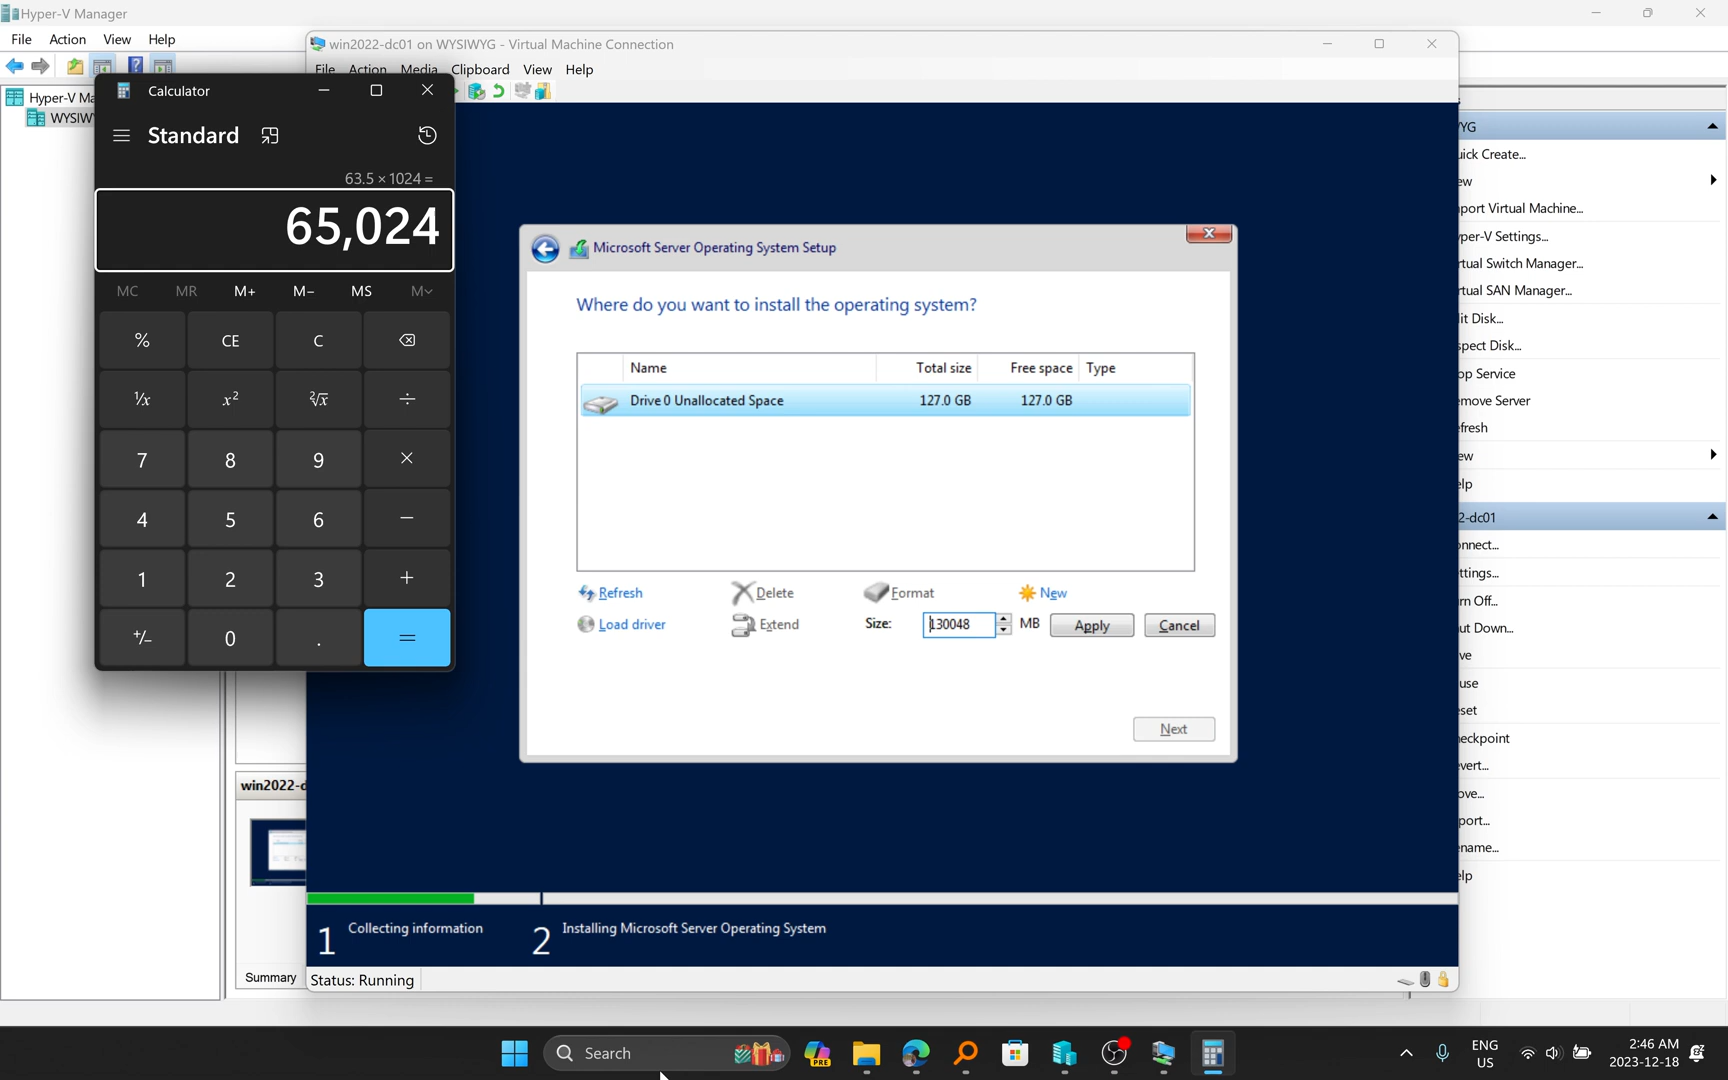 Hyper-V Manager
File Action View Help
WYSIW
win2022-dc01 on WYSIWYG - Virtual Machine Connection
File Action Media Clipboard View Help
Hyper-V Ma
Calculator
Standard
63.5 × 1024 =
65,024
MC MR M+ M− MS M
% CE C
¹/x x² ²√x ÷
7 8 9 ×
4 5 6 −
1 2 3 +
+/− 0 . =
Microsoft Server Operating System Setup
Where do you want to install the operating system?
Name Total size Free space Type
Drive 0 Unallocated Space 127.0 GB 127.0 GB
Refresh Delete Format New
Load driver Extend Size: 130048 MB Apply Cancel
Next
1 Collecting information 2 Installing Microsoft Server Operating System
Status: Running
win2022-d
Summary
YG
uick Create...
ew
port Virtual Machine...
yper-V Settings...
rtual Switch Manager...
rtual SAN Manager...
it Disk...
spect Disk...
op Service
emove Server
efresh
ew
elp
2-dc01
onnect...
ttings...
rn Off...
ut Down...
ve
use
set
heckpoint
evert...
ove...
port...
ename...
elp
Search
PRE
ENG
US
2:46 AM
2023-12-18